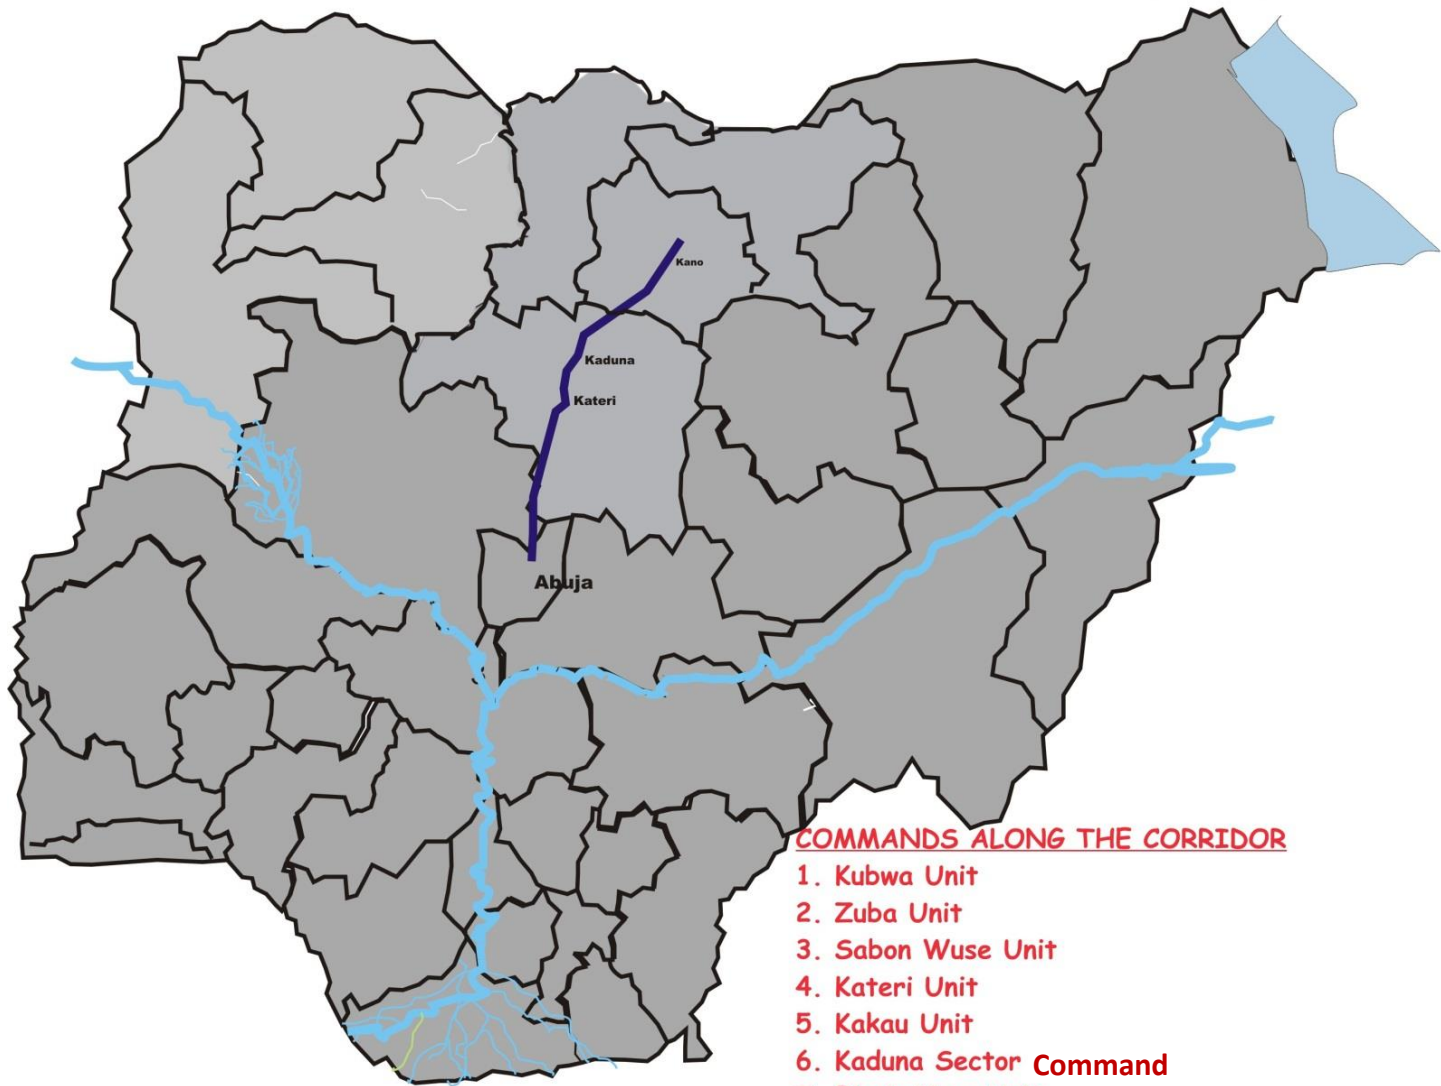 Kano
Kaduna
Kateri
Abuja
COMMANDS ALONG THE CORRIDOR
1. Kubwa Unit
2. Zuba Unit
3. Sabon Wuse Unit
4. Kateri Unit
5. Kakau Unit
6. Kaduna Sector Command